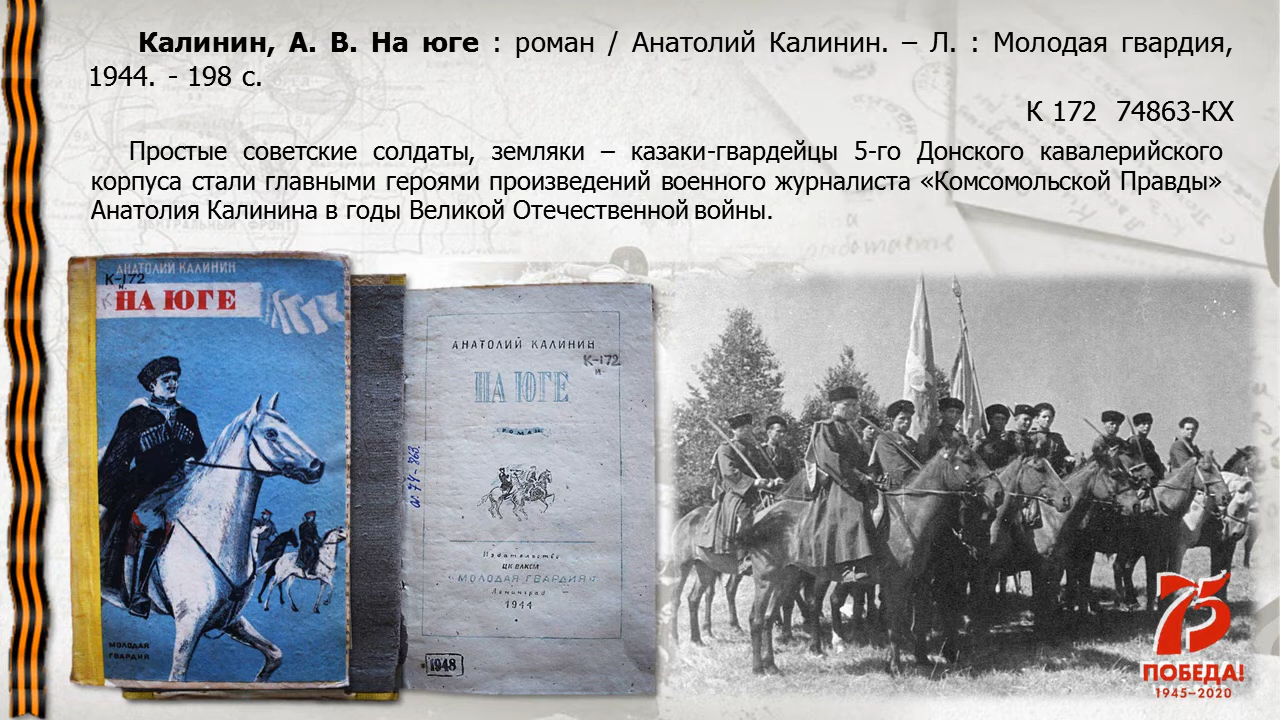 Калинин, А. В. На юге : роман / Анатолий Калинин. – Л. : Молодая гвардия,
1944. - 198 с.
К 172 74863-КХ
Простые советские солдаты, земляки – казаки-гвардейцы 5-го Донского кавалерийского
корпуса стали главными героями произведений военного журналиста «Комсомольской Правды»
Анатолия Калинина в годы Великой Отечественной войны.
АНАТОЛИЙ КАЛИНИН
К-172
НА ЮГЕ
МОЛОДАЯ
ГВАРДИЯ
АНАТОЛИЙ КАЛИНИН
К-172
и
НА ЮГЕ
РОМАН
Издательство
ЦК ВЛКСМ
"МОЛОДАЯ ГВАРДИЯ"
Ленинград
1944
1948
75
ПОБЕДА!
1945–2020